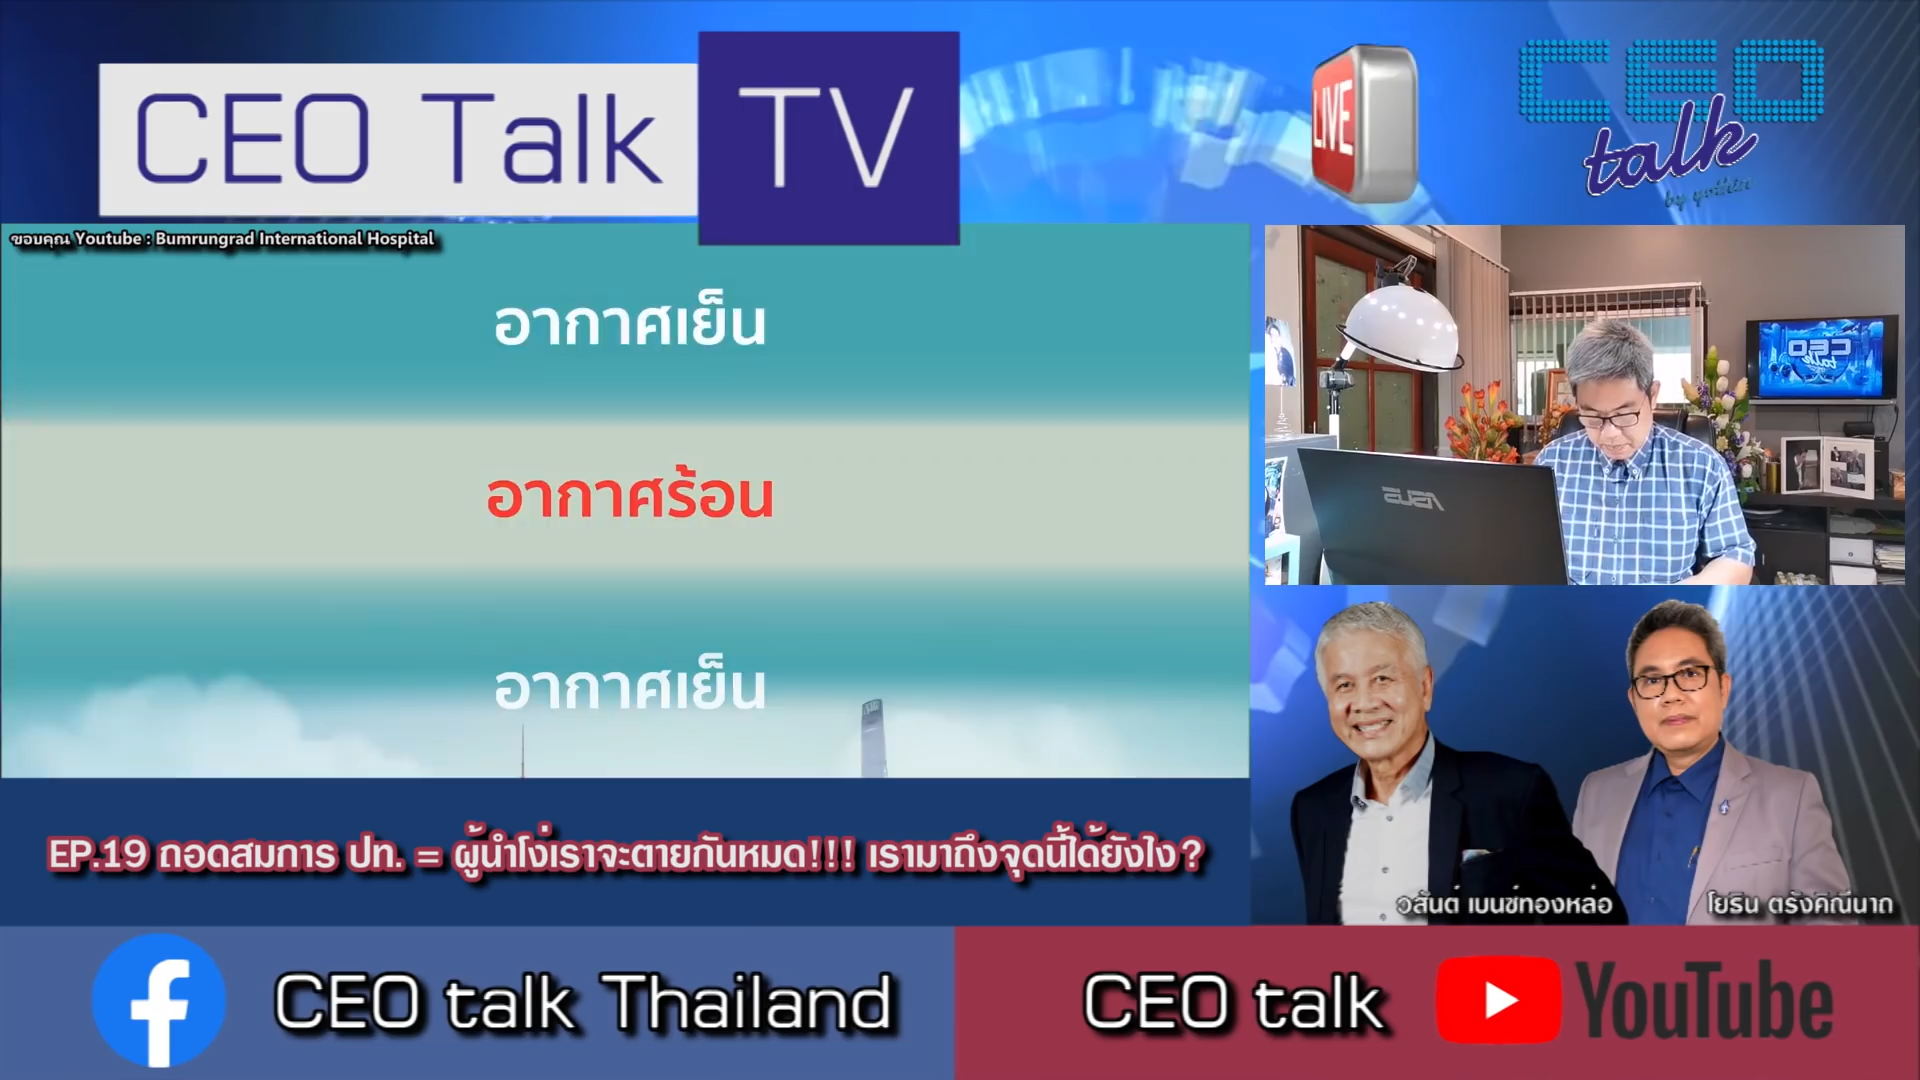 CEO Talk TV
LIVE
CEO
talk
by yothin
ขอบคุณ Youtube : Bumrungrad International Hospital
อากาศเย็น
อากาศร้อน
อากาศเย็น
CEO
talk
ASUS
EP.19 ถอดสมการ ปท. = ผู้นำโง่เราจะตายกันหมด!!! เรามาถึงจุดนี้ได้ยังไง?
วสันต์ เบนซ์ทองหล่อ
โยธิน ตรังคิณีนาถ
CEO talk Thailand
CEO talk
YouTube